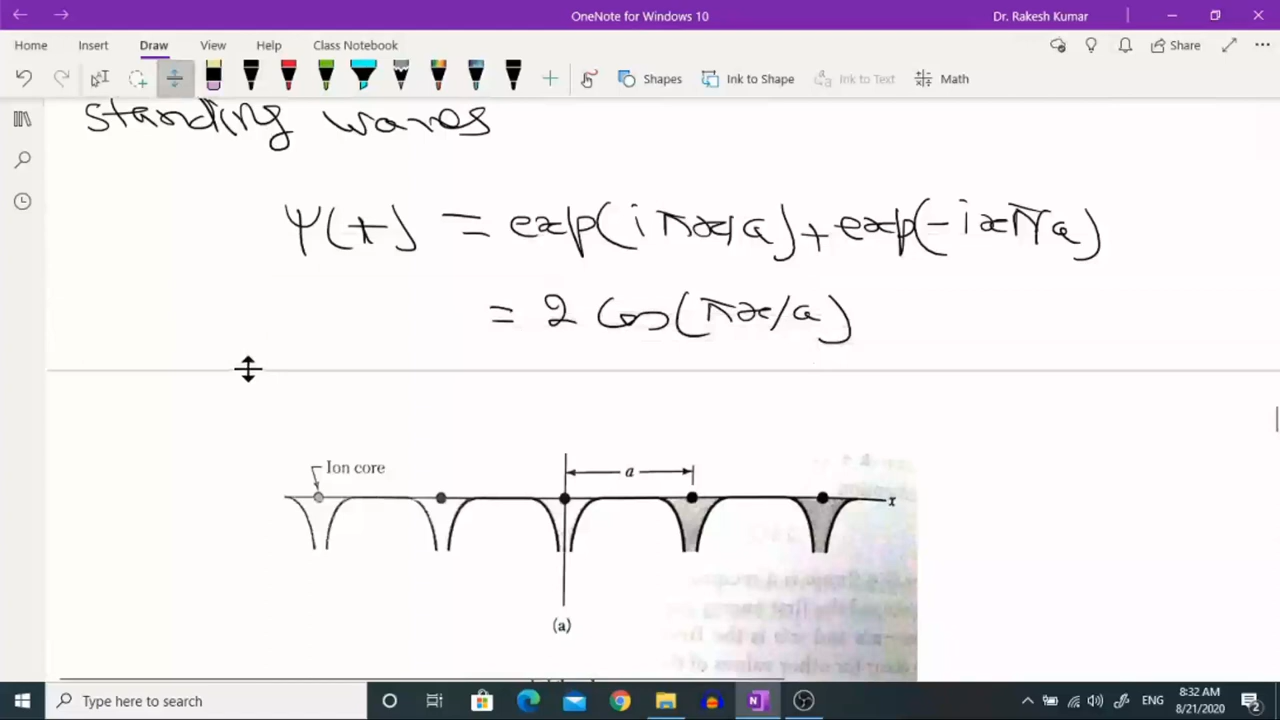 OneNote for Windows 10
Dr. Rakesh Kumar
Home Insert Draw View Help Class Notebook
Share
Shapes Ink to Shape Ink to Text Math
standing waves
Ψ(+) = exp(iπx/a) + exp(-ixπ/a)
= 2 Cos(πx/a)
Ion core
a
x
(a)
Type here to search
ENG
8:32 AM
8/21/2020
2